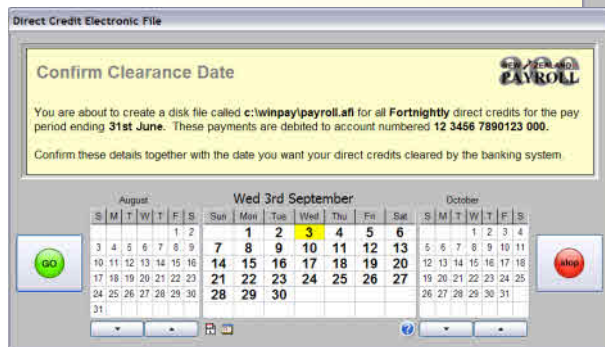 Direct Credit Electronic File
Confirm Clearance Date
NEW ZEALAND
PAYROLL
You are about to create a disk file called c:\winpay\payroll.afi for all Fortnightly direct credits for the pay
period ending 31st June. These payments are debited to account numbered 12 3456 7890123 000.
Confirm these details together with the date you want your direct credits cleared by the banking system
August
S M T W T F S
1 2
3 4 5 6 7 8 9
10 11 12 13 14 15 16
17 18 19 20 21 22 23
24 25 26 27 28 29 30
31
Wed 3rd September
Sun Mon Tue Wed Thu Fri Sat
1 2 3 4 5 6
7 8 9 10 11 12 13
14 15 16 17 18 19 20
21 22 23 24 25 26 27
28 29 30
October
S M T W T F S
1 2 3 4
5 6 7 8 9 10 11
12 13 14 15 16 17 18
19 20 21 22 23 24 25
26 27 28 29 30 31
GO
stop
?